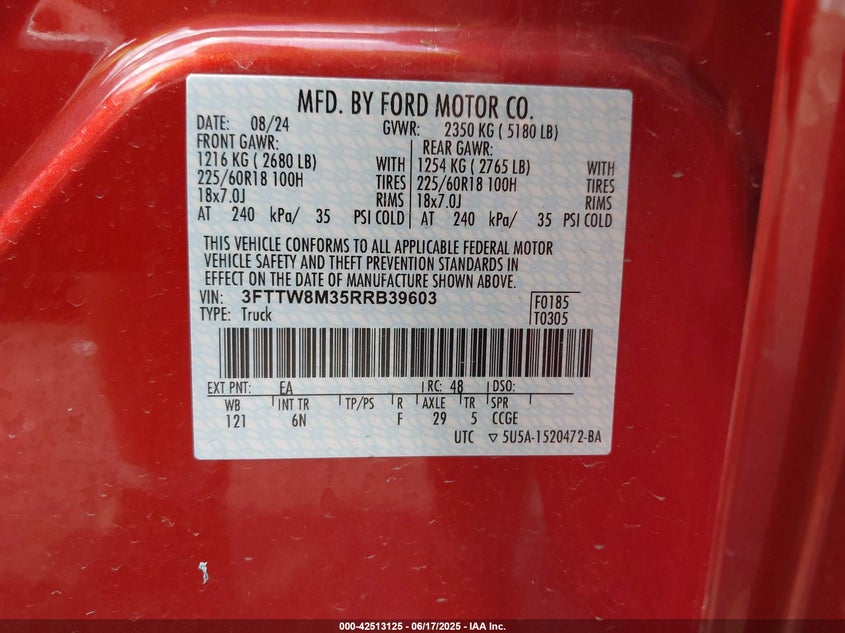 MFD. BY FORD MOTOR CO.
DATE: 08/24 GVWR: 2350 KG ( 5180 LB)
FRONT GAWR: REAR GAWR:
1216 KG ( 2680 LB) WITH 1254 KG ( 2765 LB) WITH
225/60R18 100H TIRES 225/60R18 100H TIRES
18x7.0J RIMS 18x7.0J RIMS
AT 240 kPa/ 35 PSI COLD AT 240 kPa/ 35 PSI COLD
THIS VEHICLE CONFORMS TO ALL APPLICABLE FEDERAL MOTOR
VEHICLE SAFETY AND THEFT PREVENTION STANDARDS IN
EFFECT ON THE DATE OF MANUFACTURE SHOWN ABOVE.
VIN: 3FTTW8M35RRB39603 F0185
TYPE: Truck T0305
EXT PNT: EA RC: 48 DSO:
WB INT TR TP/PS R AXLE TR SPR
121 6N F 29 5 CCGE
UTC ▽ 5U5A-1520472-BA
000-42513125 - 06/17/2025 - IAA Inc.